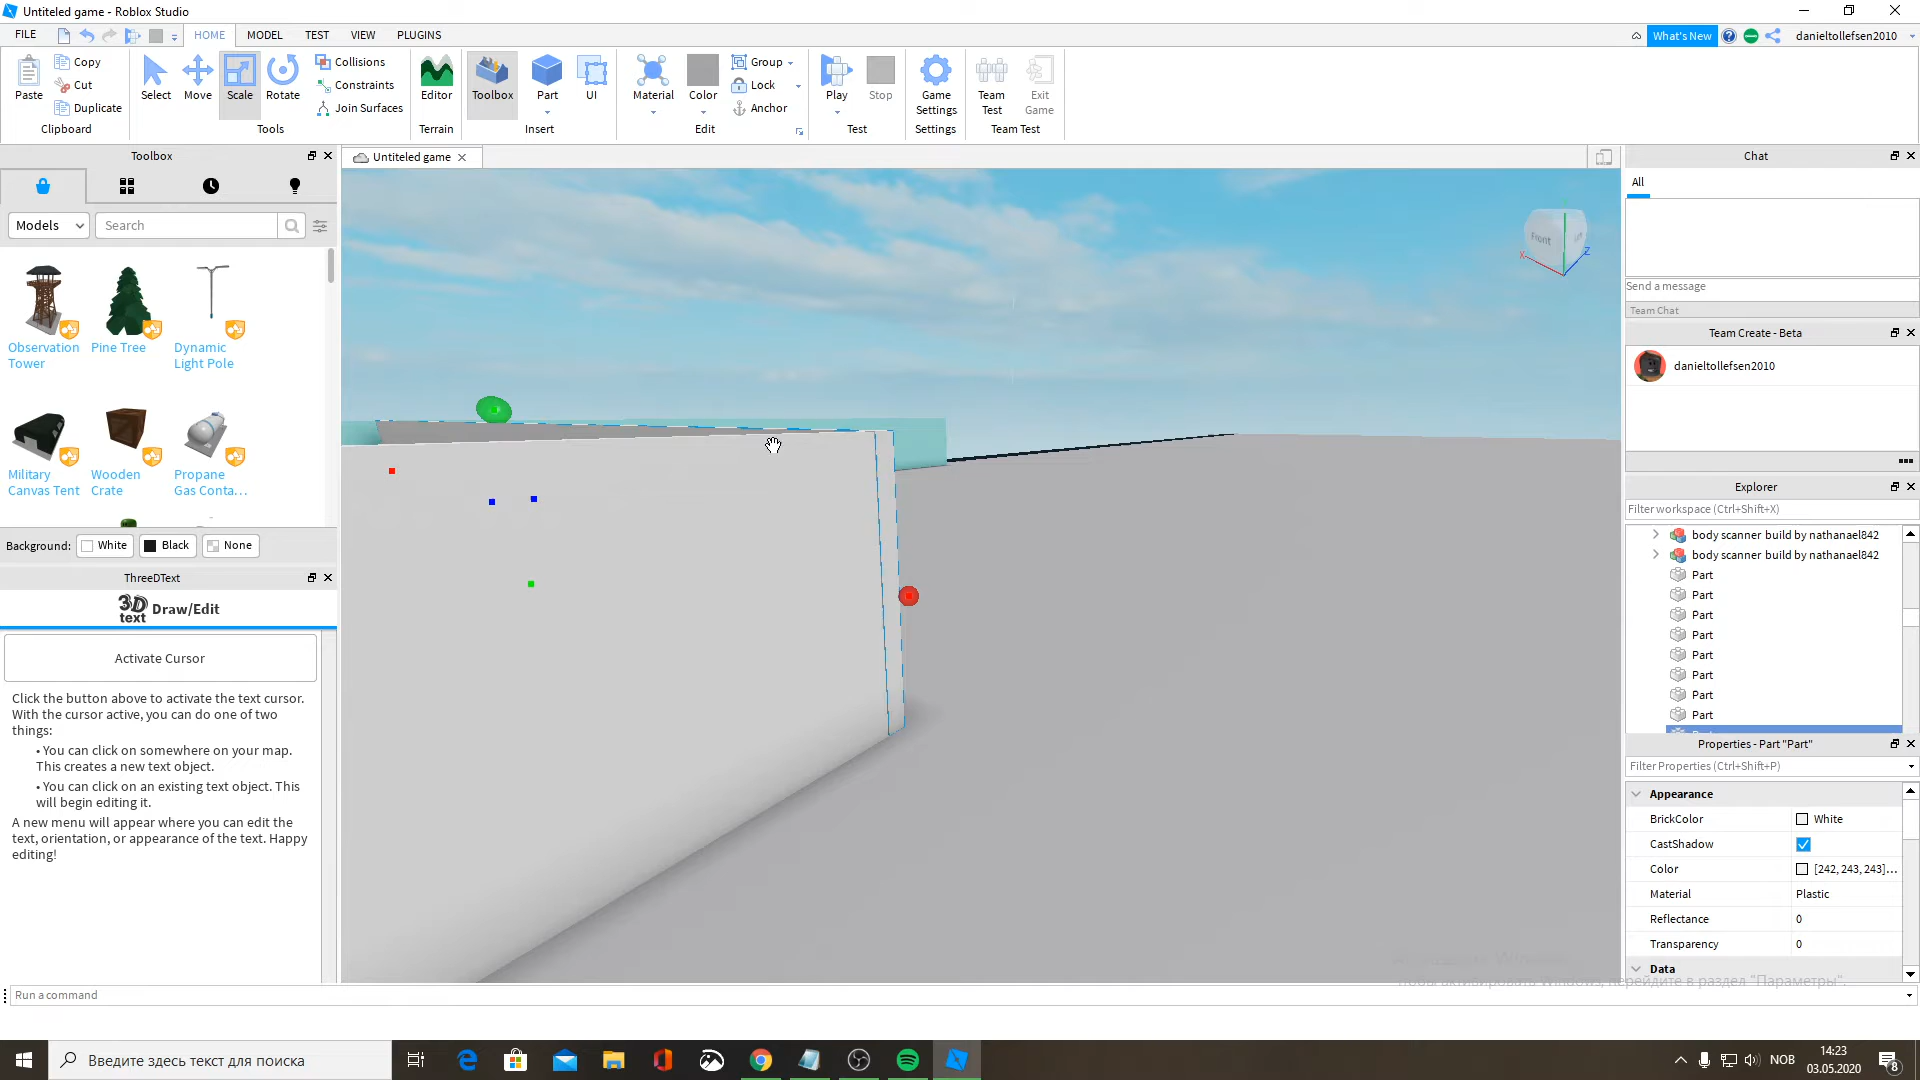 Untiteled game - Roblox Studio
FILE HOME MODEL TEST VIEW PLUGINS What's New danieltollefsen2010
Paste Copy Cut Duplicate Select Move Scale Rotate Collisions Constraints Join Surfaces Editor Toolbox Part UI Material Color Group Lock Anchor Play Stop Game Settings Team Test Exit Game
Clipboard Tools Terrain Insert Edit Test Settings Team Test
Toolbox
Models Search
Observation Tower
Pine Tree
Dynamic Light Pole
Military Canvas Tent
Wooden Crate
Propane Gas Conta...
Background: White Black None
ThreeDText
3D text Draw/Edit
Activate Cursor
Click the button above to activate the text cursor.
With the cursor active, you can do one of two
things:
• You can click on somewhere on your map.
This creates a new text object.
• You can click on an existing text object. This
will begin editing it.
A new menu will appear where you can edit the
text, orientation, or appearance of the text. Happy
editing!
Untiteled game
Front
X
Z
Chat
All
Send a message
Team Chat
Team Create - Beta
danieltollefsen2010
Explorer
Filter workspace (Ctrl+Shift+X)
body scanner build by nathanael842
body scanner build by nathanael842
Part
Part
Part
Part
Part
Part
Part
Part
Properties - Part "Part"
Filter Properties (Ctrl+Shift+P)
Appearance
BrickColor White
CastShadow
Color [242, 243, 243]...
Material Plastic
Reflectance 0
Transparency 0
Data
Чтобы активировать Windows, перейдите в раздел "Параметры".
Run a command
Введите здесь текст для поиска
NOB
14:23
03.05.2020
8